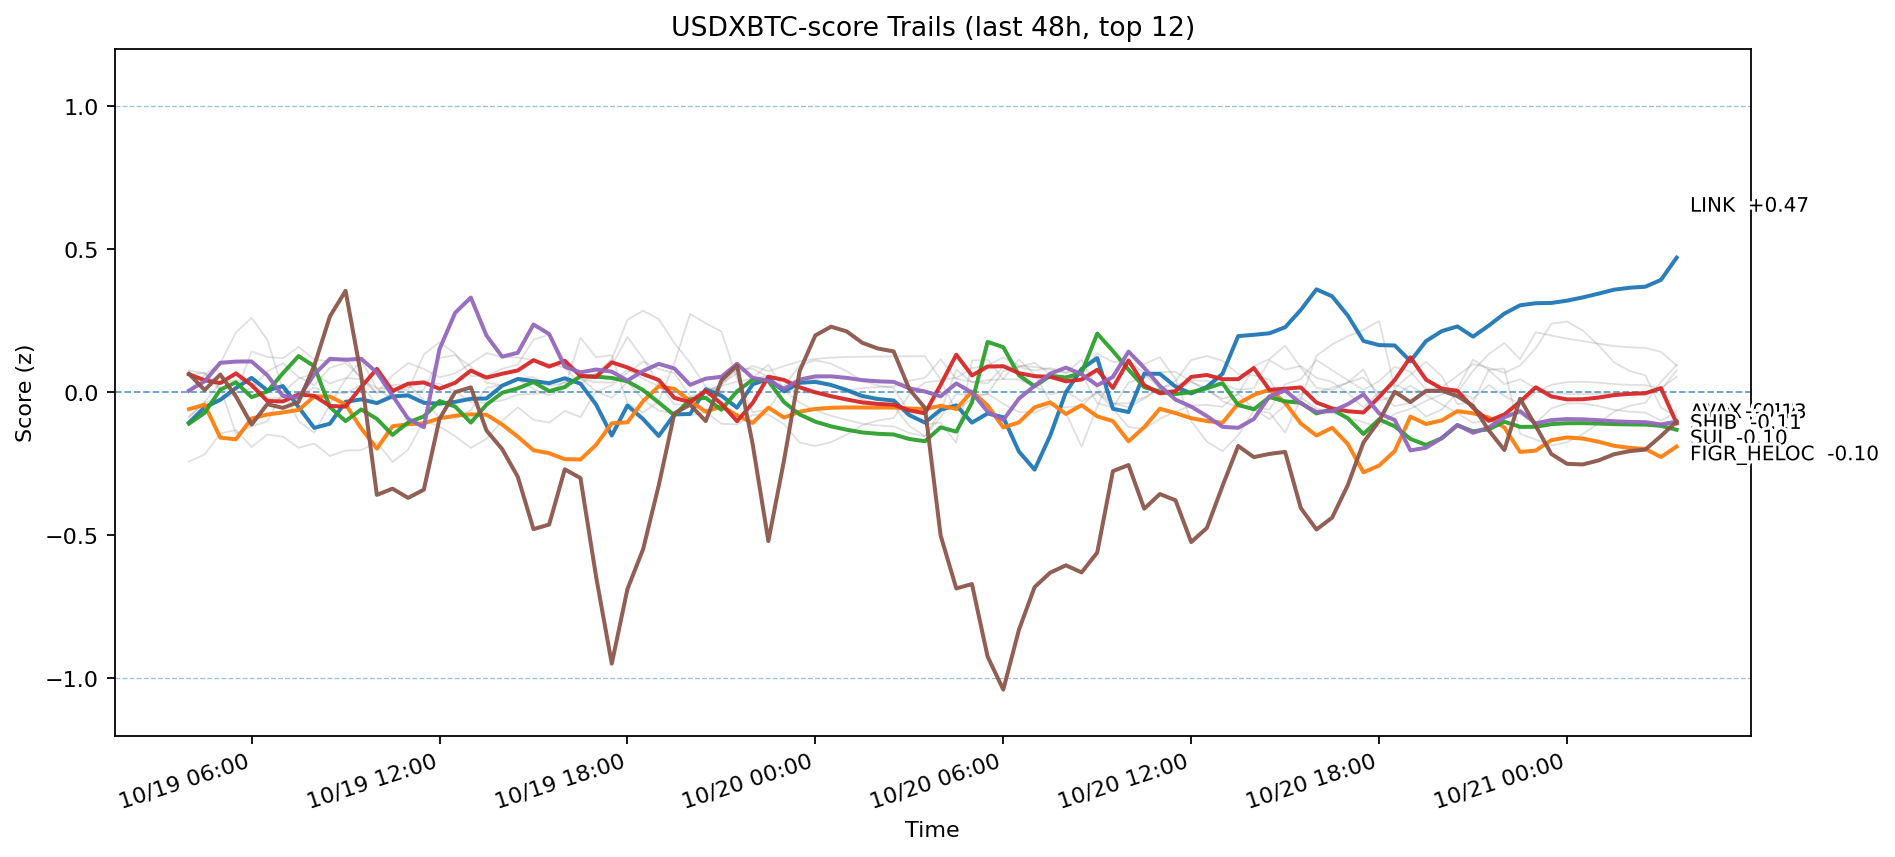 USDXBTC-score Trails (last 48h, top 12)
Score (z)
1.0
0.5
0.0
−0.5
−1.0
LINK +0.47
SHIB -0.11
SUI -0.10
FIGR_HELOC -0.10
10/19 06:00
10/19 12:00
10/19 18:00
10/20 00:00
10/20 06:00
10/20 12:00
10/20 18:00
10/21 00:00
Time